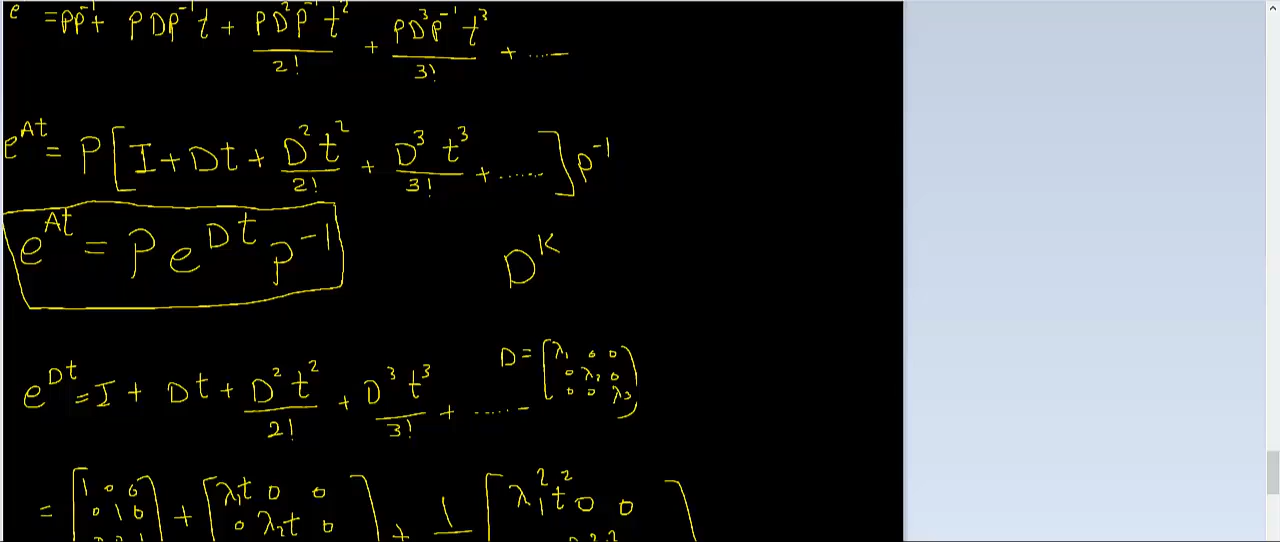 e = PP⁻¹ + PDP⁻¹t + PD²P⁻¹t²/2! + PD³P⁻¹t³/3! + ......
e^{At} = P[I + Dt + D²t²/2! + D³t³/3! + ......]P⁻¹
e^{At} = P e^{Dt} P⁻¹
D^K
D = [λ₁ 0 0
0 λ₂ 0
0 0 λ₃]
e^{Dt} = I + Dt + D²t²/2! + D³t³/3! + ......
= [1 0 0 + [λ₁t 0 0 + 1 [λ₁²t² 0 0
0 1 0 0 λ₂t 0